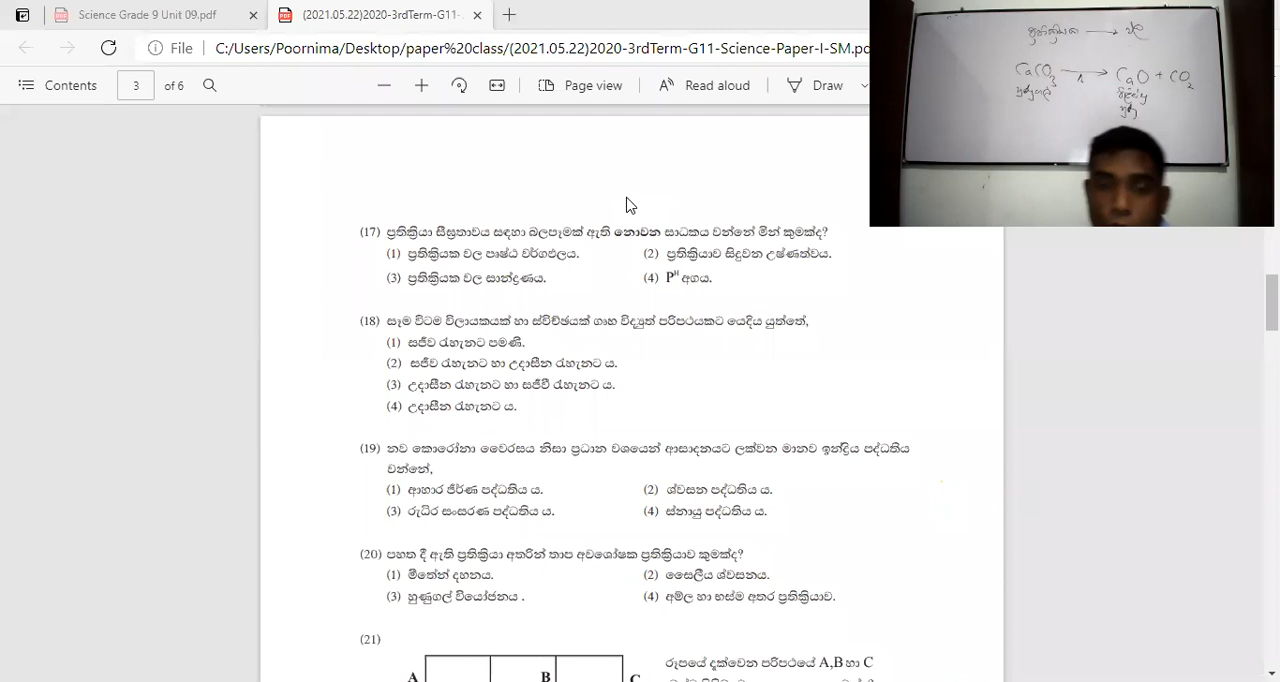 Science Grade 9 Unit 09.pdf
(2021.05.22)2020-3rdTerm-G11-
File
C:/Users/Poornima/Desktop/paper%20class/(2021.05.22)2020-3rdTerm-G11-Science-Paper-I-SM.pd
Contents 3 of 6 Page view Read aloud Draw
CaCO3 → CaO + CO2
(17) ප්‍රතික්‍රියා සීඝ්‍රතාවය සඳහා බලපෑමක් ඇති නොවන සාධකය වන්නේ මින් කුමක්ද?
(1) ප්‍රතික්‍රියක වල පෘෂ්ඨ වර්ගඵලය. (2) ප්‍රතික්‍රියාව සිදුවන උෂ්ණත්වය.
(3) ප්‍රතික්‍රියක වල සාන්ද්‍රණය. (4) P^H අගය.
(18) සෑම විටම විලායකයක් හා ස්විච්ඡයක් ගෘහ විද්‍යුත් පරිපථයකට යෙදිය යුත්තේ,
(1) සජීව රැහැනට පමණි.
(2) සජීව රැහැනට හා උදාසීන රැහැනට ය.
(3) උදාසීන රැහැනට හා සජීවී රැහැනට ය.
(4) උදාසීන රැහැනට ය.
(19) නව කොරෝනා වෛරසය නිසා ප්‍රධාන වශයෙන් ආසාදනයට ලක්වන මානව ඉන්ද්‍රිය පද්ධතිය
වන්නේ,
(1) ආහාර ජීර්ණ පද්ධතිය ය. (2) ශ්වසන පද්ධතිය ය.
(3) රුධිර සංසරණ පද්ධතිය ය. (4) ස්නායු පද්ධතිය ය.
(20) පහත දී ඇති ප්‍රතික්‍රියා අතරින් තාප අවශෝෂක ප්‍රතික්‍රියාව කුමක්ද?
(1) මීතේන් දහනය. (2) සෛලීය ශ්වසනය.
(3) හුණුගල් වියෝජනය . (4) අම්ල හා භස්ම අතර ප්‍රතික්‍රියාව.
(21)
රූපයේ දැක්වෙන පරිපථයේ A,B හා C
A B C